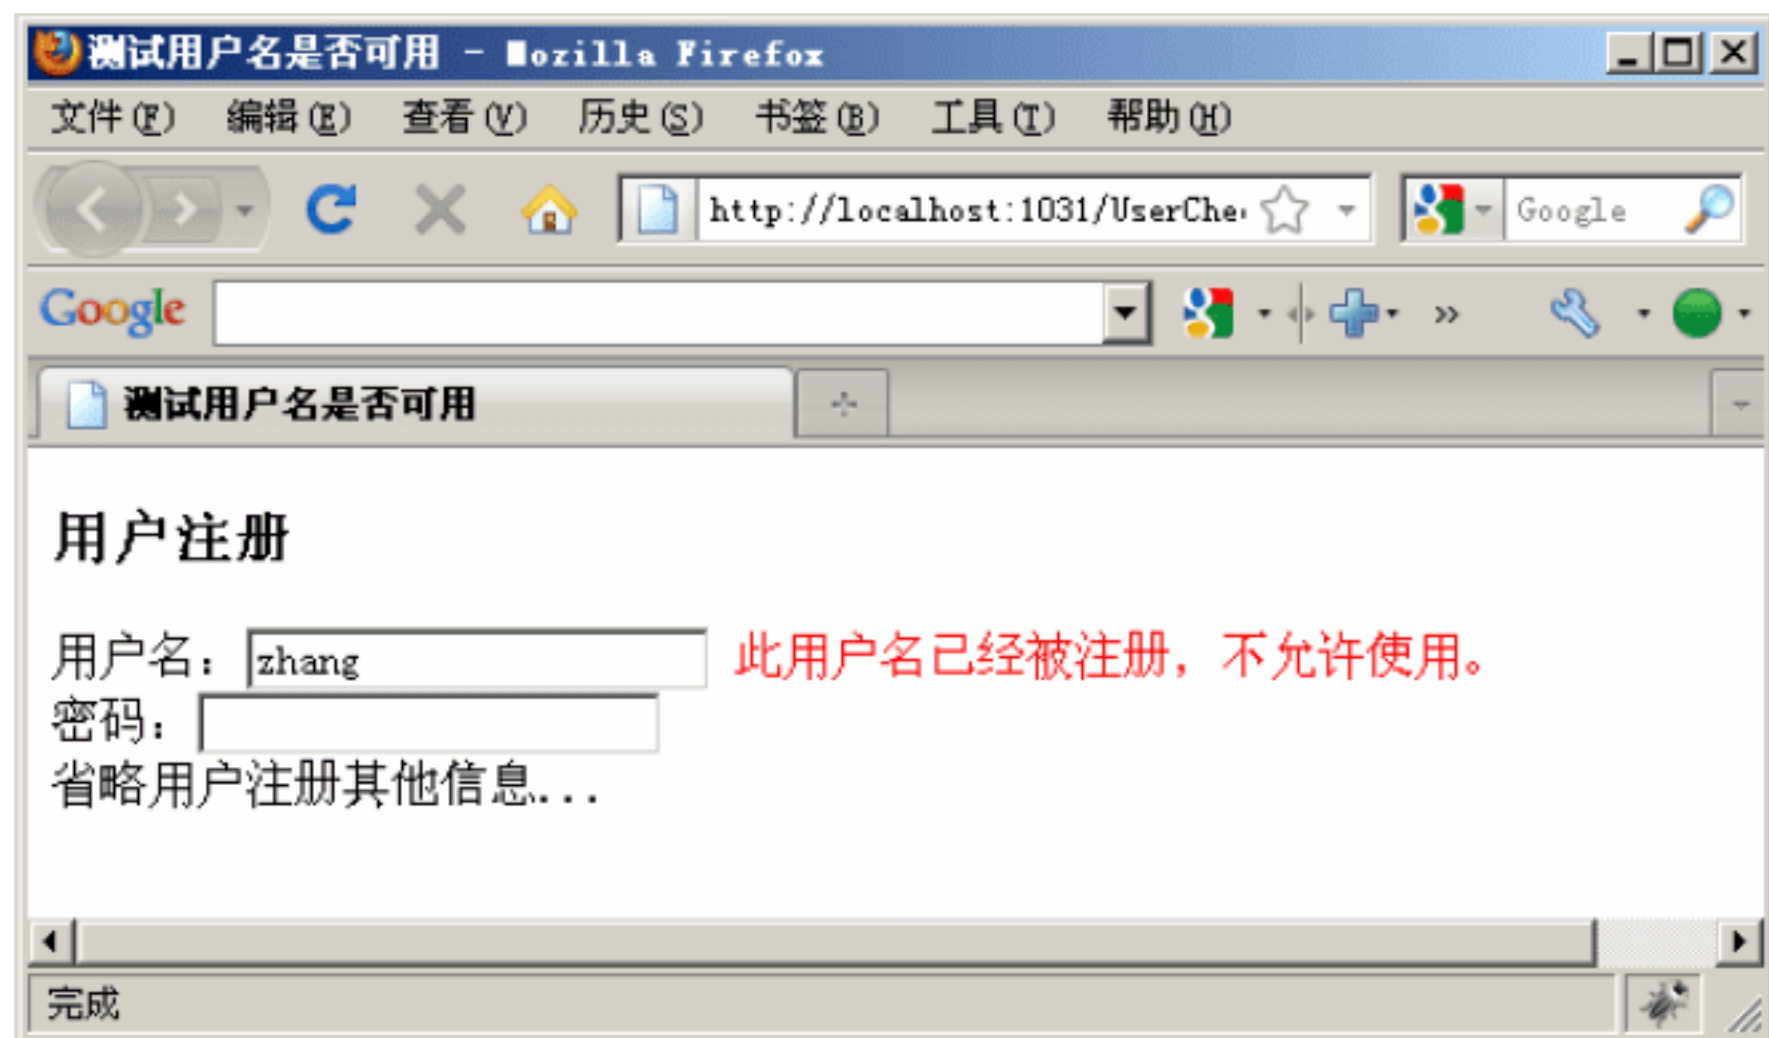 测试用户名是否可用 - Mozilla Firefox
文件(F) 编辑(E) 查看(V) 历史(S) 书签(B) 工具(T) 帮助(H)
http://localhost:1031/UserChe Google
Google
测试用户名是否可用
用户注册
用户名：zhang 此用户名已经被注册，不允许使用。
密码：
省略用户注册其他信息...
完成